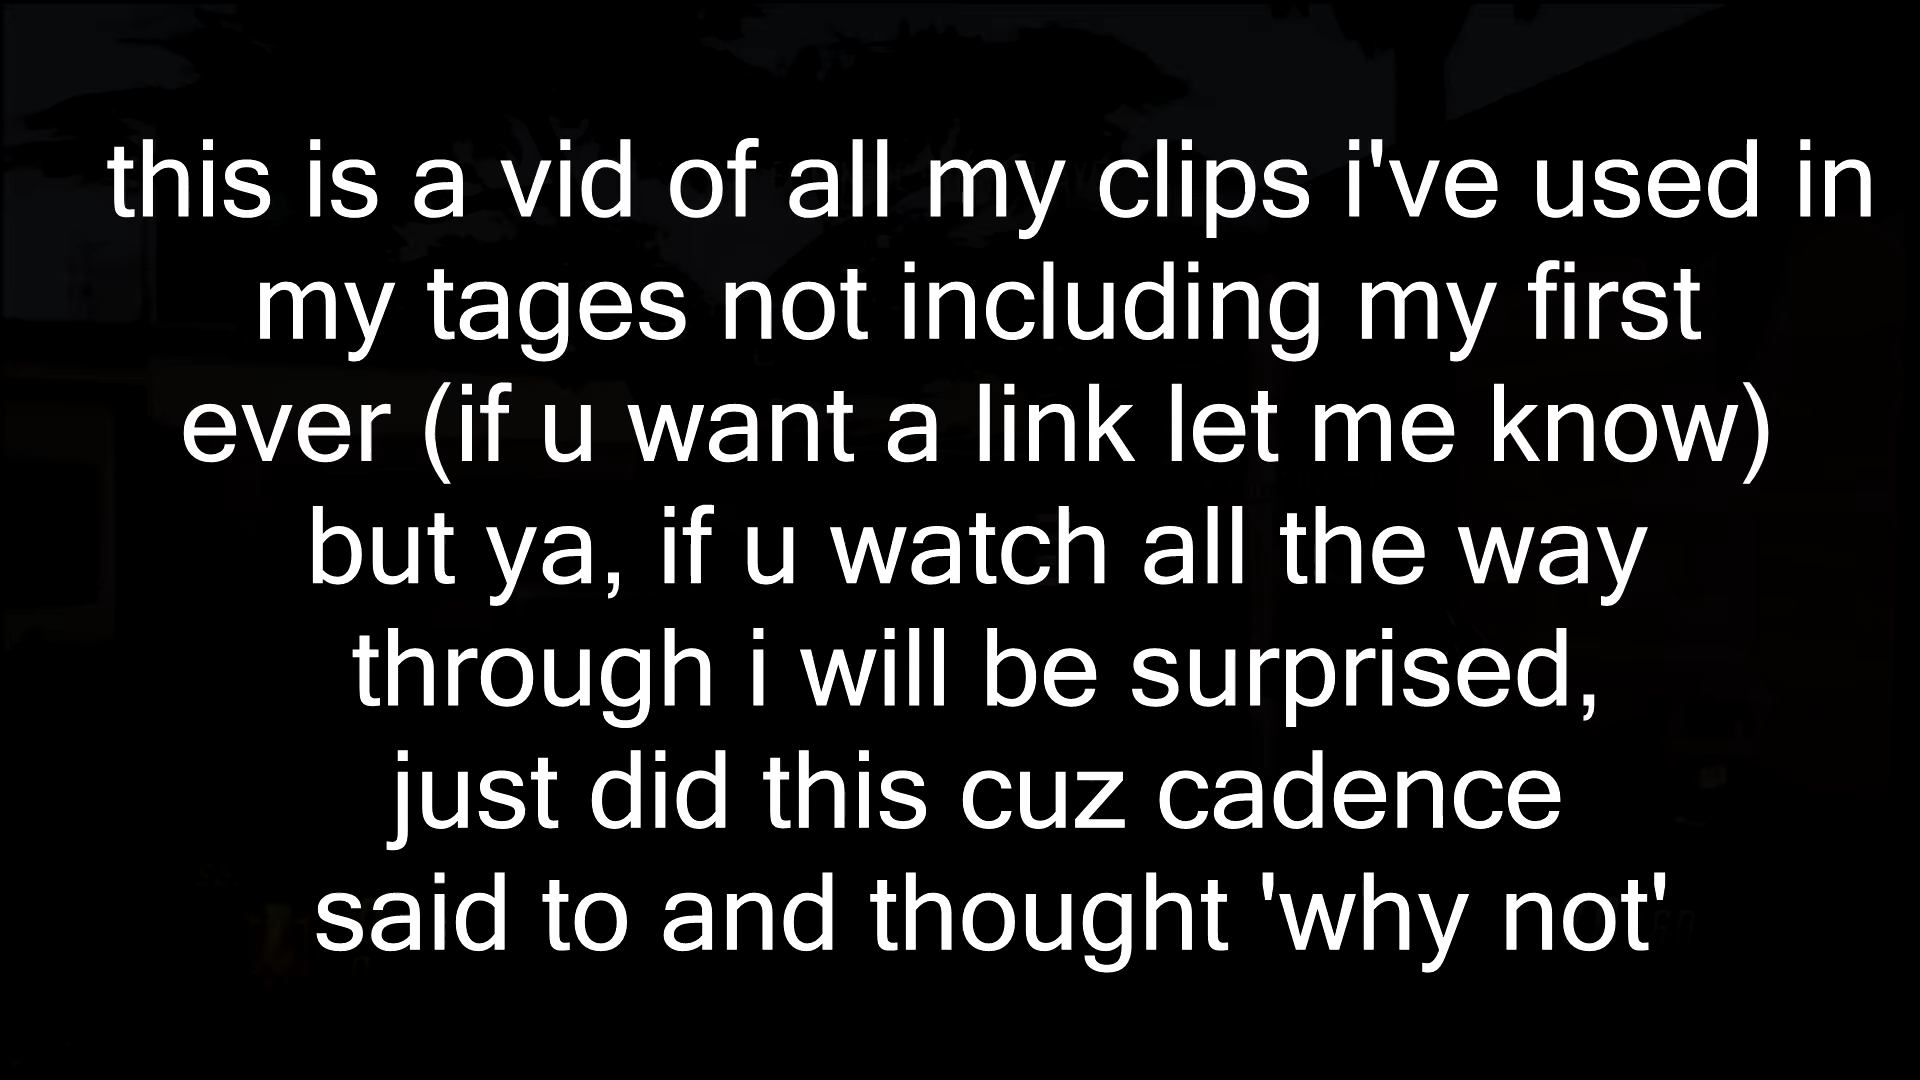 this is a vid of all my clips i've used in
my tages not including my first
ever (if u want a link let me know)
but ya, if u watch all the way
through i will be surprised,
just did this cuz cadence
said to and thought 'why not'